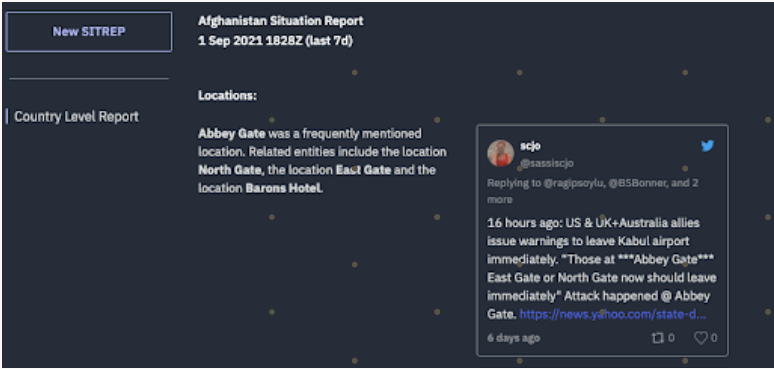 New SITREP
Country Level Report
Afghanistan Situation Report
1 Sep 2021 1828Z (last 7d)
Locations:
Abbey Gate was a frequently mentioned
location. Related entities include the location
North Gate, the location East Gate and the
location Barons Hotel.
scjo
@sassiscjo
Replying to @ragipsoylu, @BSBonner, and 2
more
16 hours ago: US & UK+Australia allies
issue warnings to leave Kabul airport
immediately. "Those at ***Abbey Gate***
East Gate or North Gate now should leave
immediately" Attack happened @ Abbey
Gate. https://news.yahoo.com/state-d...
6 days ago
0
0